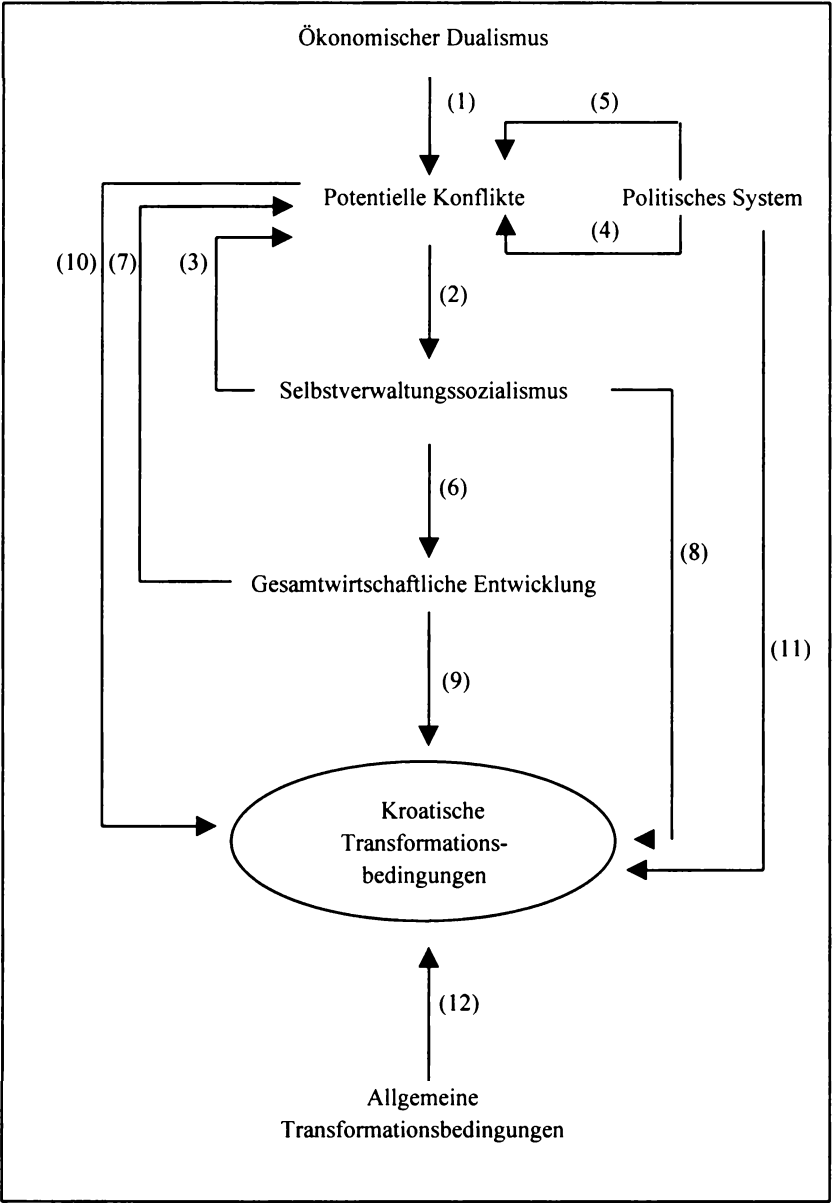 Ökonomischer Dualismus
(1)
(5)
Potentielle Konflikte
Politisches System
(4)
(10)
(7)
(3)
(2)
Selbstverwaltungssozialismus
(6)
(8)
Gesamtwirtschaftliche Entwicklung
(11)
(9)
Kroatische
Transformations-
bedingungen
(12)
Allgemeine
Transformationsbedingungen